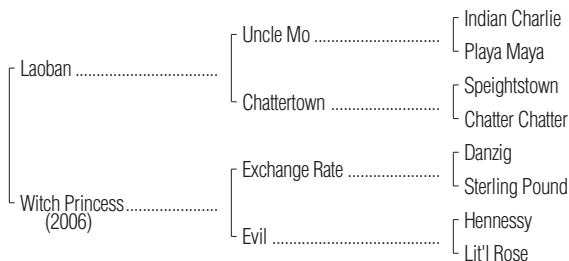 Indian Charlie
Uncle Mo ..............................
Playa Maya
Laoban ...................................
Speightstown
Chattertown ..........................
Chatter Chatter
Danzig
Exchange Rate ......................
Sterling Pound
Witch Princess.......................
(2006)
Hennessy
Evil .........................................
Lit'l Rose